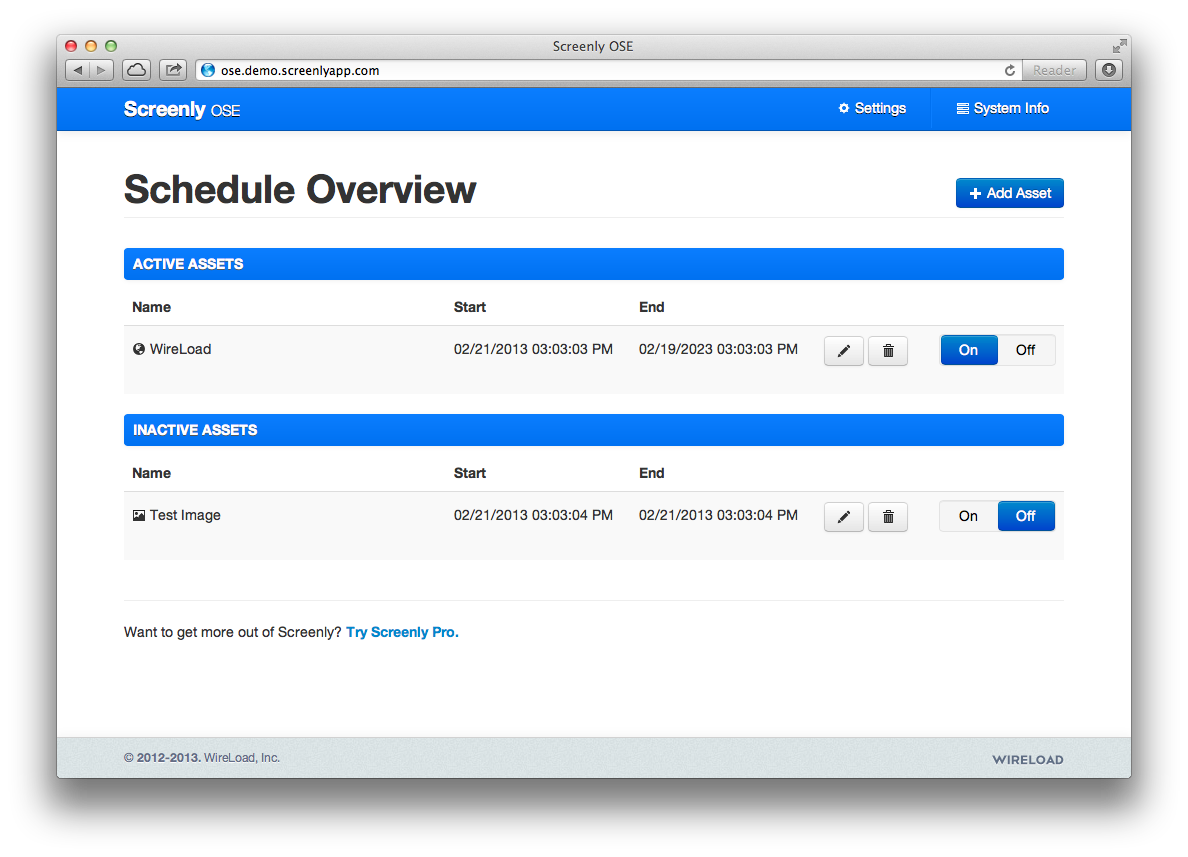 Screenly OSE
ose.demo.screenlyapp.com Reader
Screenly OSE Settings System Info
Schedule Overview Add Asset
ACTIVE ASSETS
Name Start End
WireLoad 02/21/2013 03:03:03 PM 02/19/2023 03:03:03 PM On Off
INACTIVE ASSETS
Name Start End
Test Image 02/21/2013 03:03:04 PM 02/21/2013 03:03:04 PM On Off
Want to get more out of Screenly? Try Screenly Pro.
© 2012-2013. WireLoad, Inc. WIRELOAD